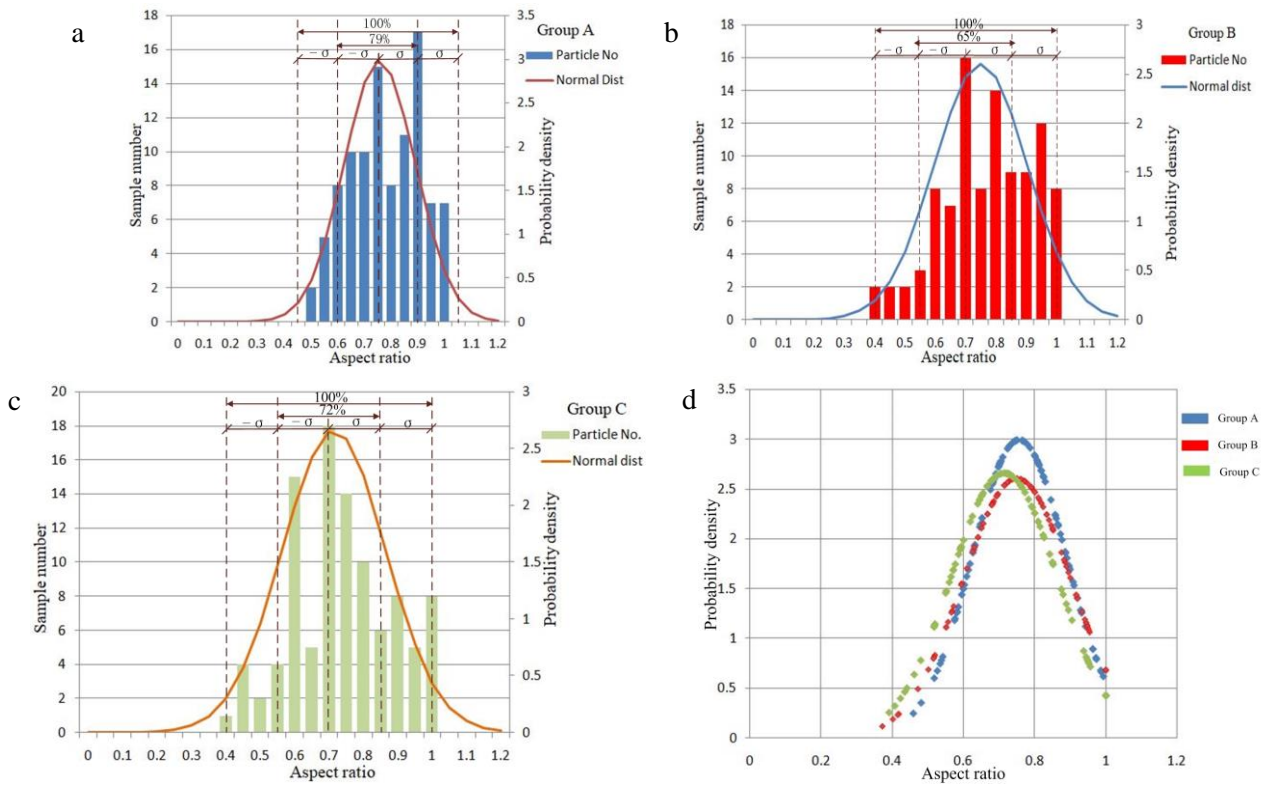 a
Group A
100%
79%
－σ －σ σ σ
Particle No
Normal Dist
Sample number
Probability density
18
16
14
12
10
8
6
4
2
0
3.5
3
2.5
2
1.5
1
0.5
0
0 0.1 0.2 0.3 0.4 0.5 0.6 0.7 0.8 0.9 1 1.1 1.2
Aspect ratio
b
Group B
100%
65%
－σ －σ σ σ
Particle No
Normal dist
Sample number
Probability density
18
16
14
12
10
8
6
4
2
0
3
2.5
2
1.5
1
0.5
0
0 0.1 0.2 0.3 0.4 0.5 0.6 0.7 0.8 0.9 1 1.1 1.2
Aspect ratio
c
Group C
100%
72%
－σ －σ σ σ
Particle No.
Normal dist
Sample number
Probability density
20
18
16
14
12
10
8
6
4
2
0
3
2.5
2
1.5
1
0.5
0
0 0.1 0.2 0.3 0.4 0.5 0.6 0.7 0.8 0.9 1 1.1 1.2
Aspect ratio
d
Group A
Group B
Group C
Probability density
3.5
3
2.5
2
1.5
1
0.5
0
0 0.2 0.4 0.6 0.8 1 1.2
Aspect ratio